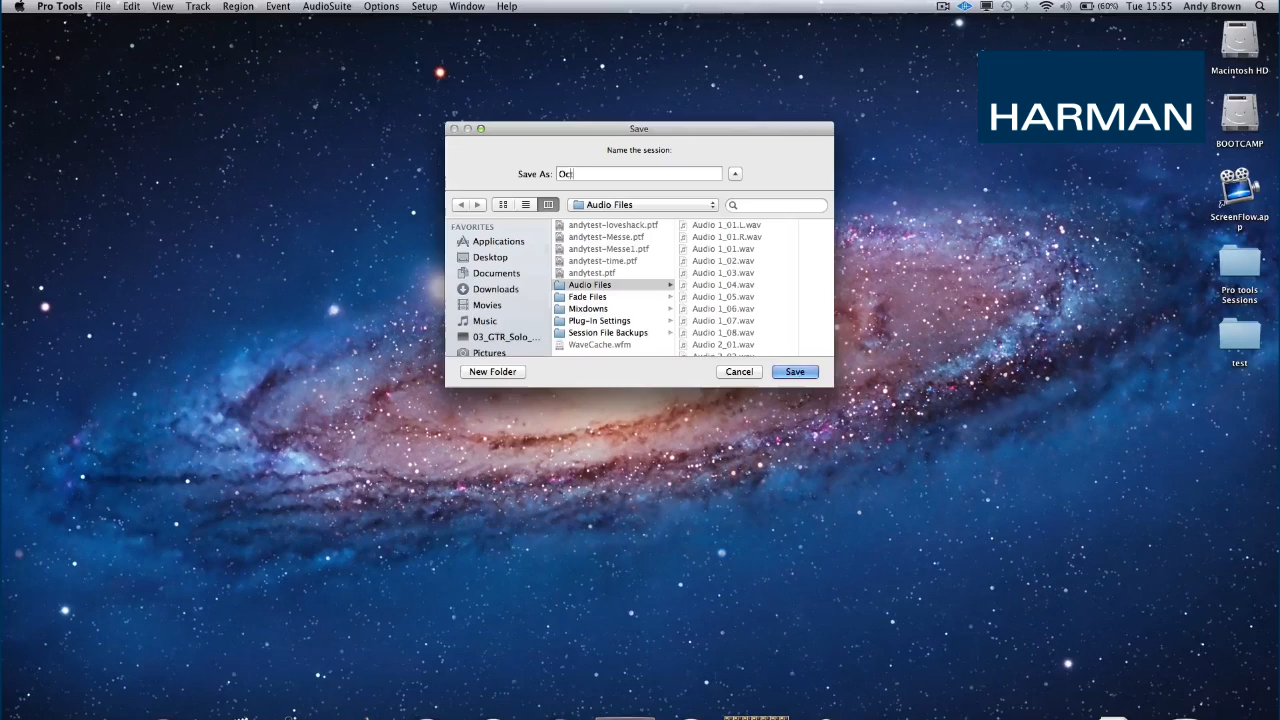 Pro Tools File Edit View Track Region Event AudioSuite Options Setup Window Help (60%) Tue 15:55 Andy Brown
Macintosh HD
HARMAN
BOOTCAMP
ScreenFlow.ap
p
Pro tools
Sessions
test
Save
Name the session:
Save As: Oct
Audio Files
FAVORITES
Applications
Desktop
Documents
Downloads
Movies
Music
03_GTR_Solo_...
Pictures
andytest-loveshack.ptf
andytest-Messe.ptf
andytest-Messe1.ptf
andytest-time.ptf
andytest.ptf
Audio Files
Fade Files
Mixdowns
Plug-In Settings
Session File Backups
WaveCache.wfm
Audio 1_01.L.wav
Audio 1_01.R.wav
Audio 1_01.wav
Audio 1_02.wav
Audio 1_03.wav
Audio 1_04.wav
Audio 1_05.wav
Audio 1_06.wav
Audio 1_07.wav
Audio 1_08.wav
Audio 2_01.wav
New Folder Cancel Save